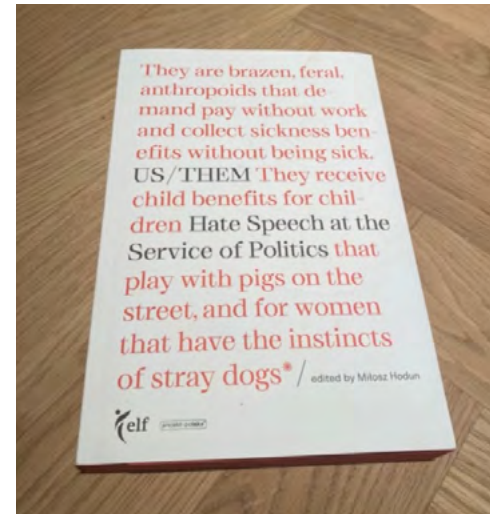 They are brazen, feral,
anthropoids that de-
mand pay without work
and collect sickness ben-
efits without being sick.
US/THEM They receive
child benefits for chil-
dren Hate Speech at the
Service of Politics that
play with pigs on the
street, and for women
that have the instincts
of stray dogs* / edited by Miłosz Hodun
elf